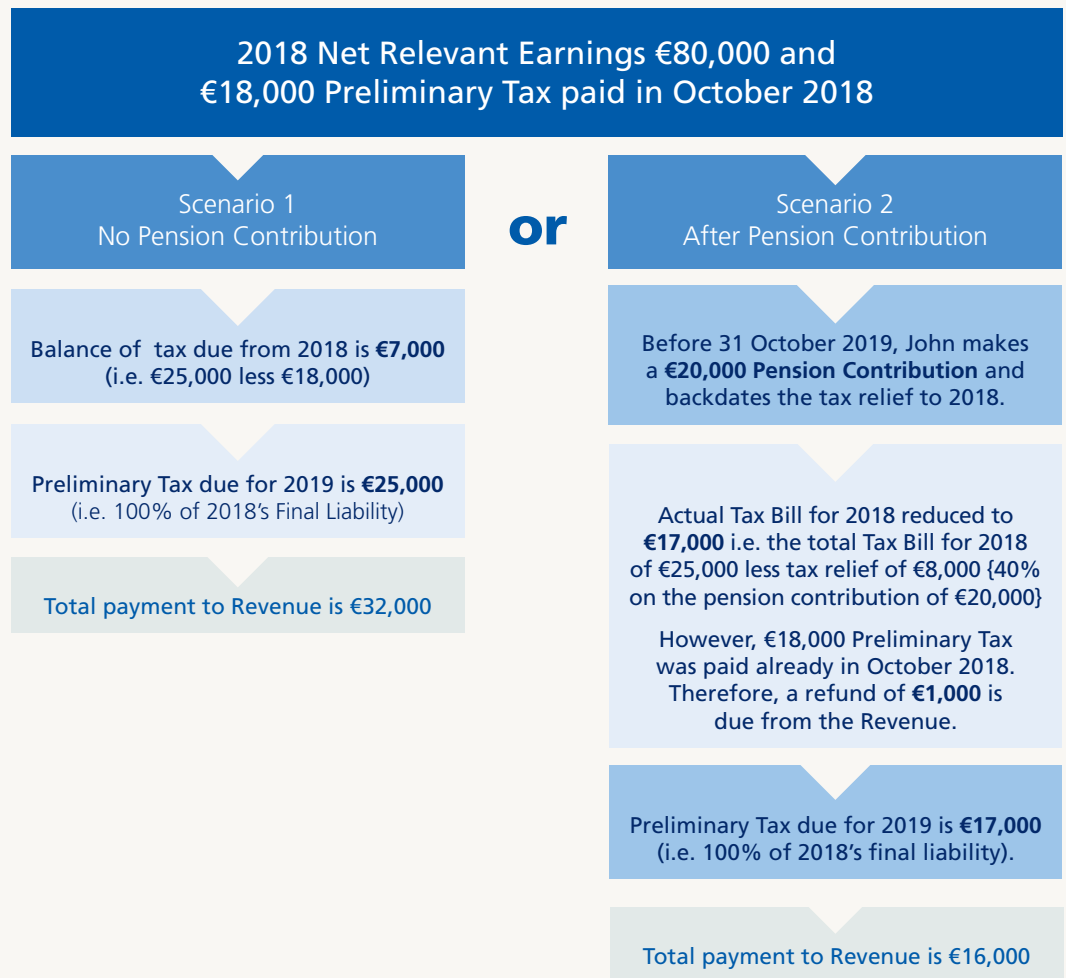 2018 Net Relevant Earnings €80,000 and
€18,000 Preliminary Tax paid in October 2018
Scenario 1
No Pension Contribution
Balance of tax due from 2018 is €7,000
(i.e. €25,000 less €18,000)
Preliminary Tax due for 2019 is €25,000
(i.e. 100% of 2018's Final Liability)
Total payment to Revenue is €32,000
or
Scenario 2
After Pension Contribution
Before 31 October 2019, John makes
a €20,000 Pension Contribution and
backdates the tax relief to 2018.
Actual Tax Bill for 2018 reduced to
€17,000 i.e. the total Tax Bill for 2018
of €25,000 less tax relief of €8,000 {40%
on the pension contribution of €20,000}
However, €18,000 Preliminary Tax
was paid already in October 2018.
Therefore, a refund of €1,000 is
due from the Revenue.
Preliminary Tax due for 2019 is €17,000
(i.e. 100% of 2018's final liability).
Total payment to Revenue is €16,000